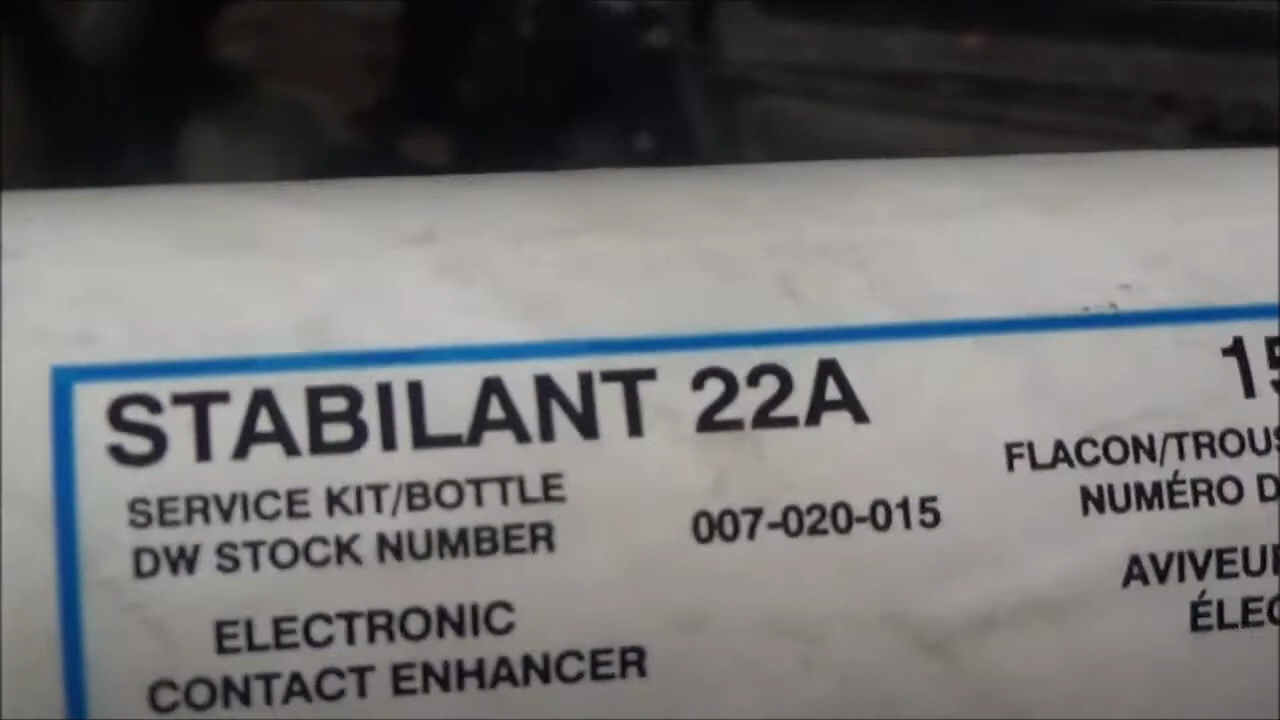 STABILANT 22A 15
SERVICE KIT/BOTTLE FLACON/TROUS
DW STOCK NUMBER 007-020-015 NUMÉRO D
ELECTRONIC AVIVEUR
CONTACT ENHANCER ÉLEC